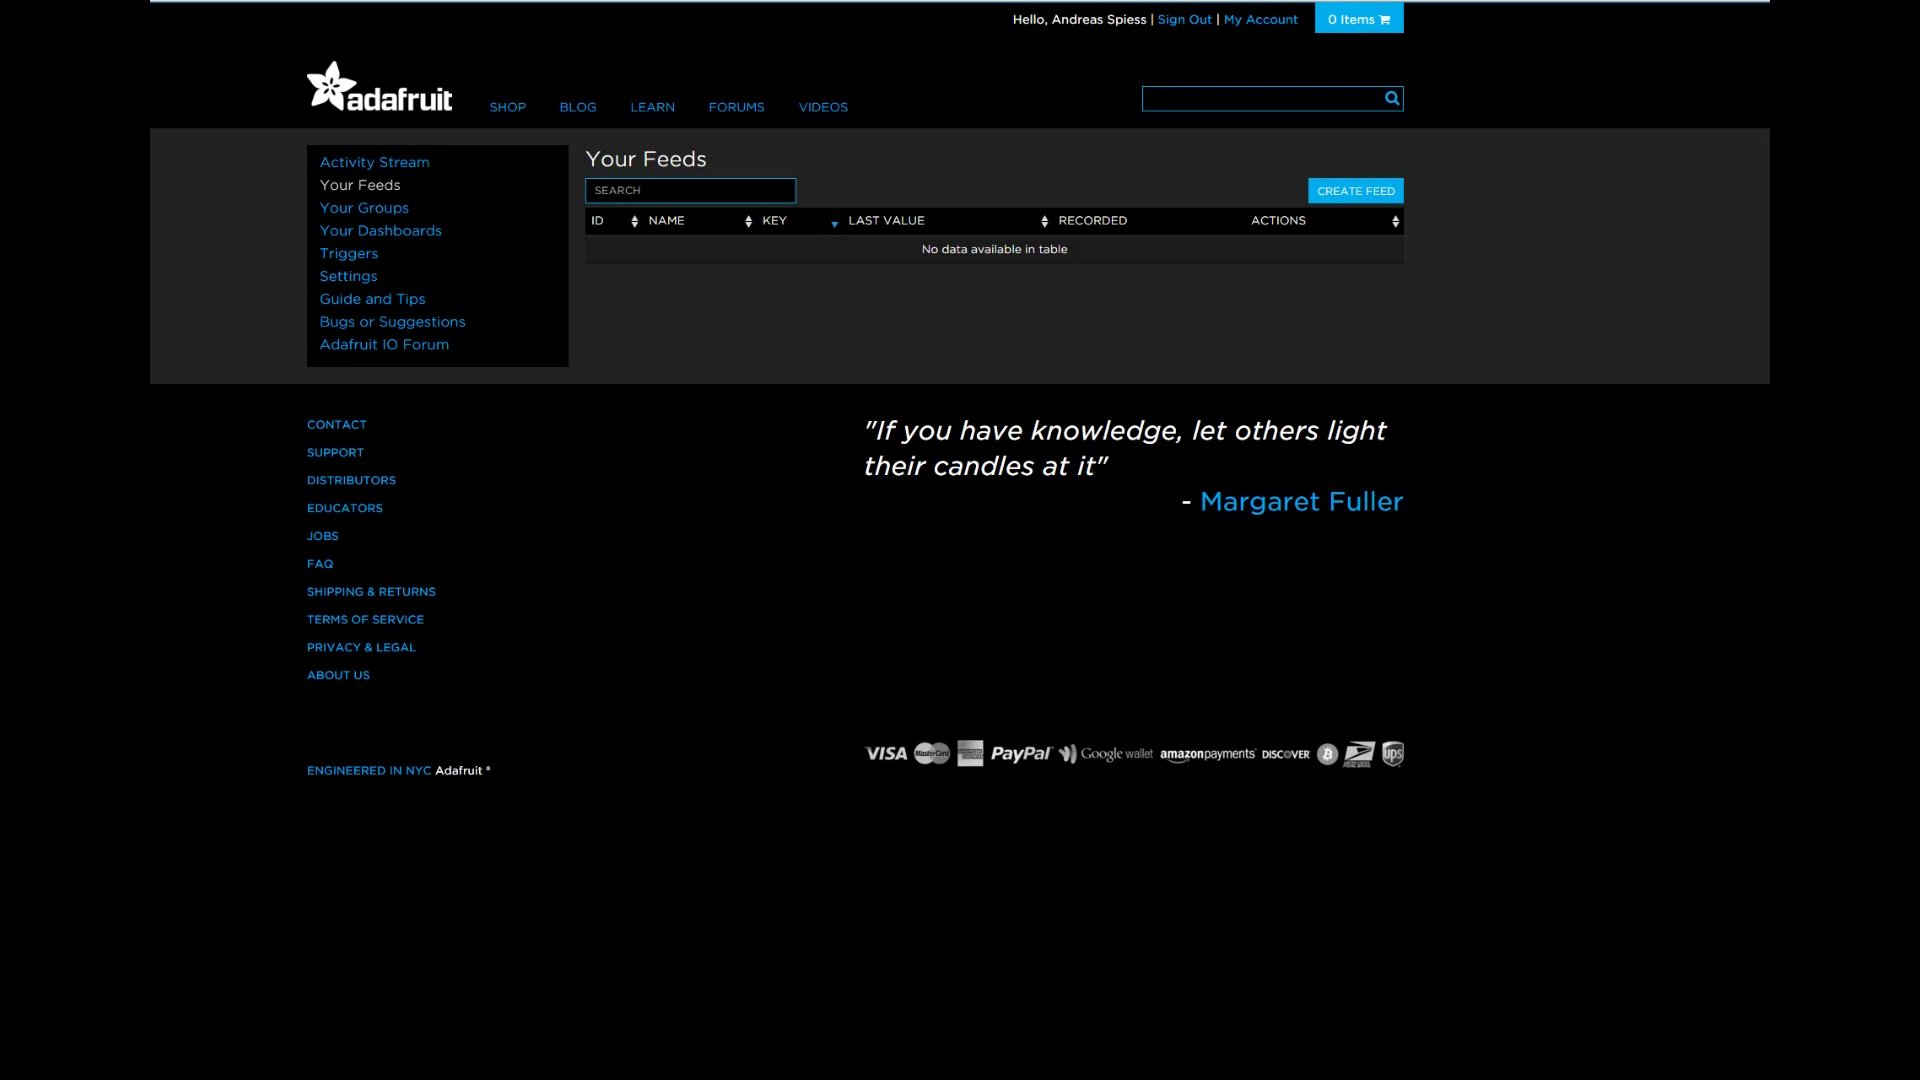 Hello, Andreas Spiess | Sign Out | My Account 0 Items
adafruit SHOP BLOG LEARN FORUMS VIDEOS
Activity Stream
Your Feeds
Your Groups
Your Dashboards
Triggers
Settings
Guide and Tips
Bugs or Suggestions
Adafruit IO Forum
Your Feeds
SEARCH CREATE FEED
ID NAME KEY LAST VALUE RECORDED ACTIONS
No data available in table
CONTACT
SUPPORT
DISTRIBUTORS
EDUCATORS
JOBS
FAQ
SHIPPING & RETURNS
TERMS OF SERVICE
PRIVACY & LEGAL
ABOUT US
"If you have knowledge, let others light
their candles at it"
- Margaret Fuller
VISA MasterCard PayPal Google wallet amazonpayments DISCOVER ups
ENGINEERED IN NYC Adafruit ®